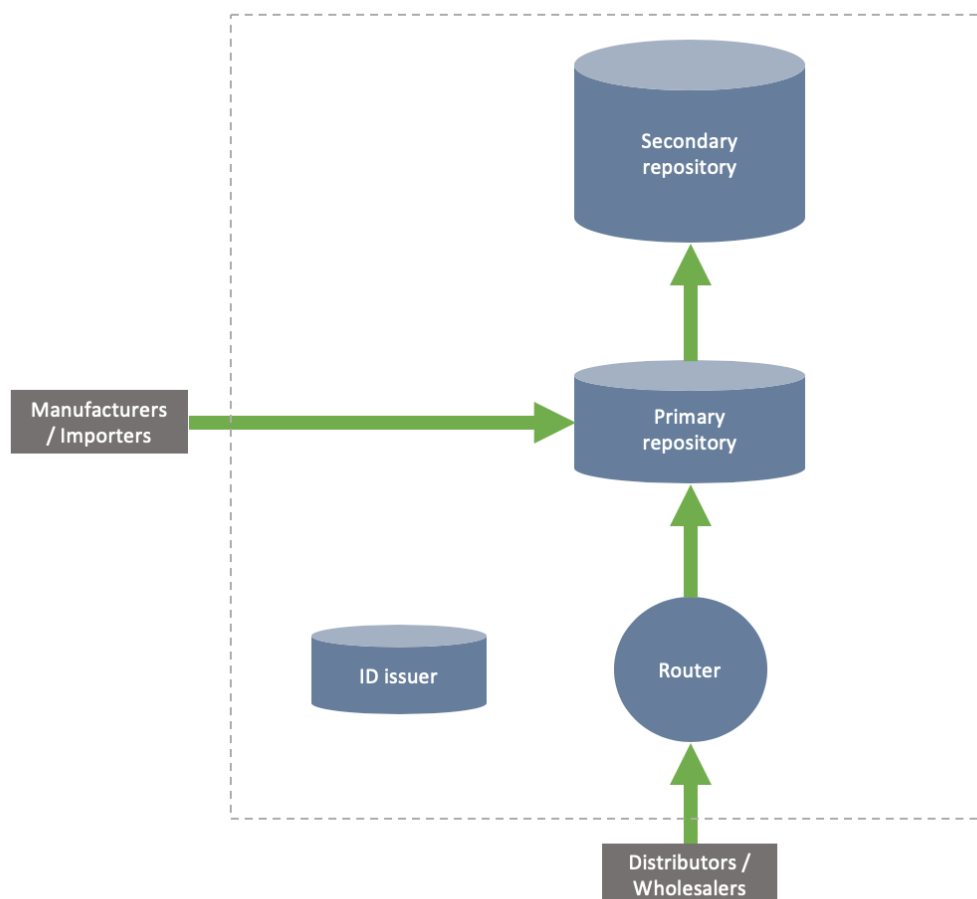 Secondary
repository
Manufacturers
/ Importers
Primary
repository
ID issuer
Router
Distributors /
Wholesalers